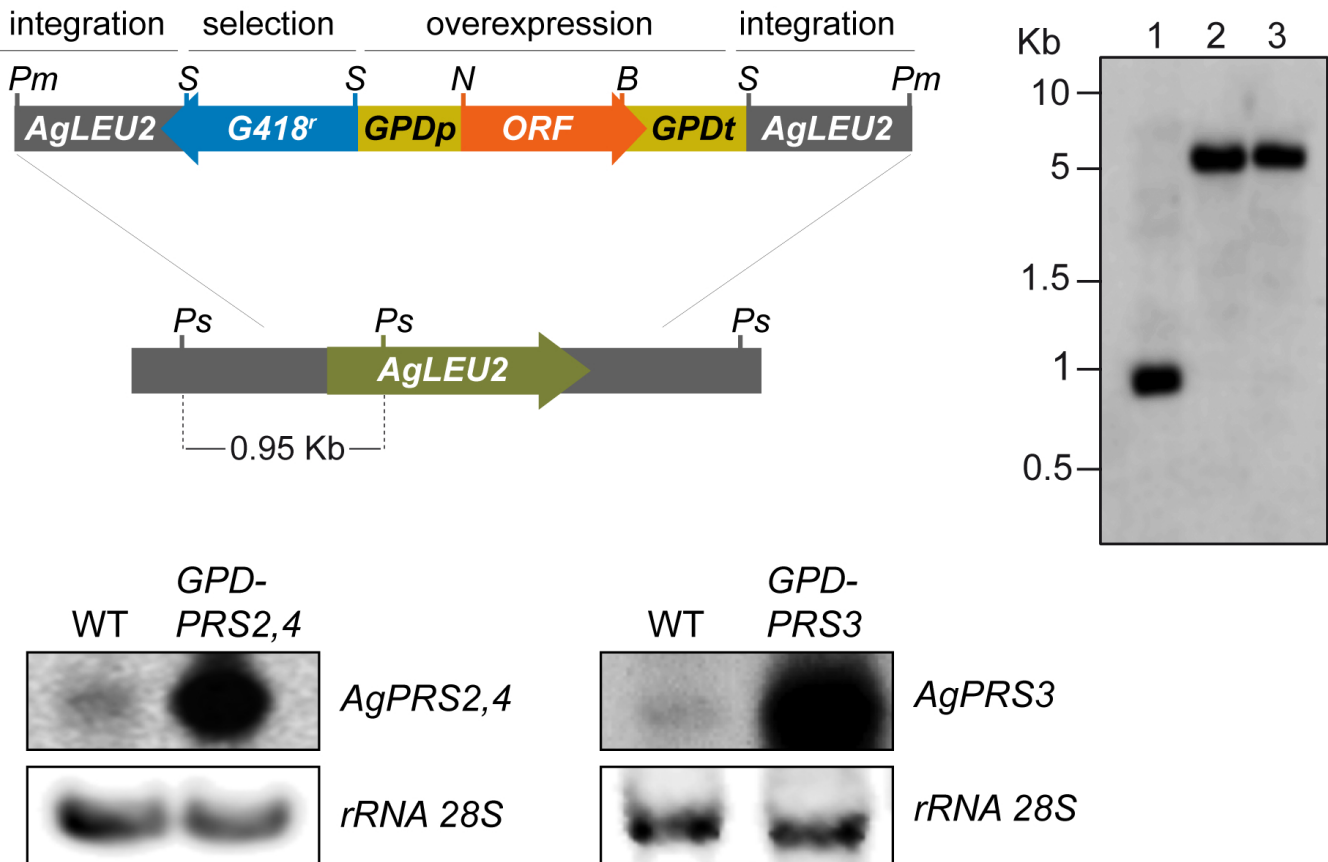 integration selection overexpression integration
Pm S S N B S Pm
AgLEU2 G418ʳ GPDp ORF GPDt AgLEU2
Ps Ps Ps
AgLEU2
0.95 Kb
Kb 1 2 3
10
5
1.5
1
0.5
WT GPD-
PRS2,4
AgPRS2,4
rRNA 28S
WT GPD-
PRS3
AgPRS3
rRNA 28S